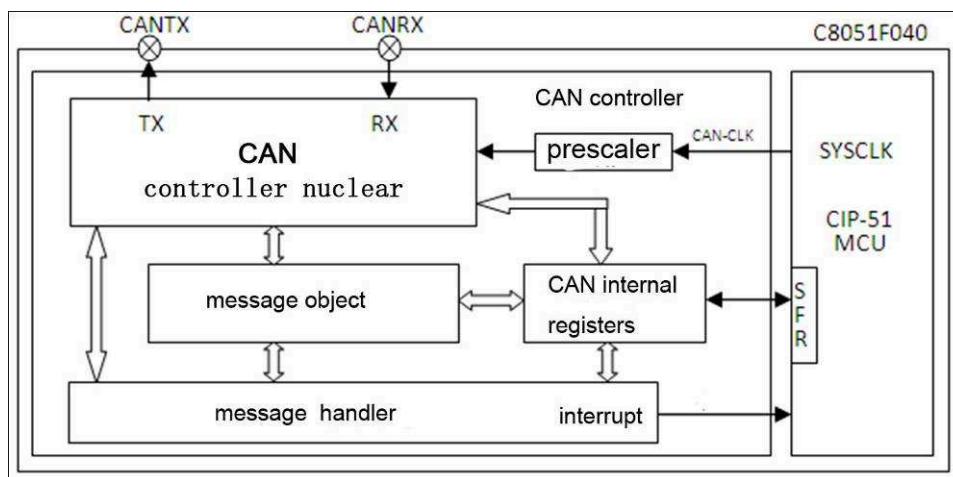 CANTX
CANRX
C8051F040
CAN controller
TX
RX
CAN
controller nuclear
prescaler
CAN-CLK
SYSCLK
CIP-51
MCU
message object
CAN internal
registers
S
F
R
message handler
interrupt